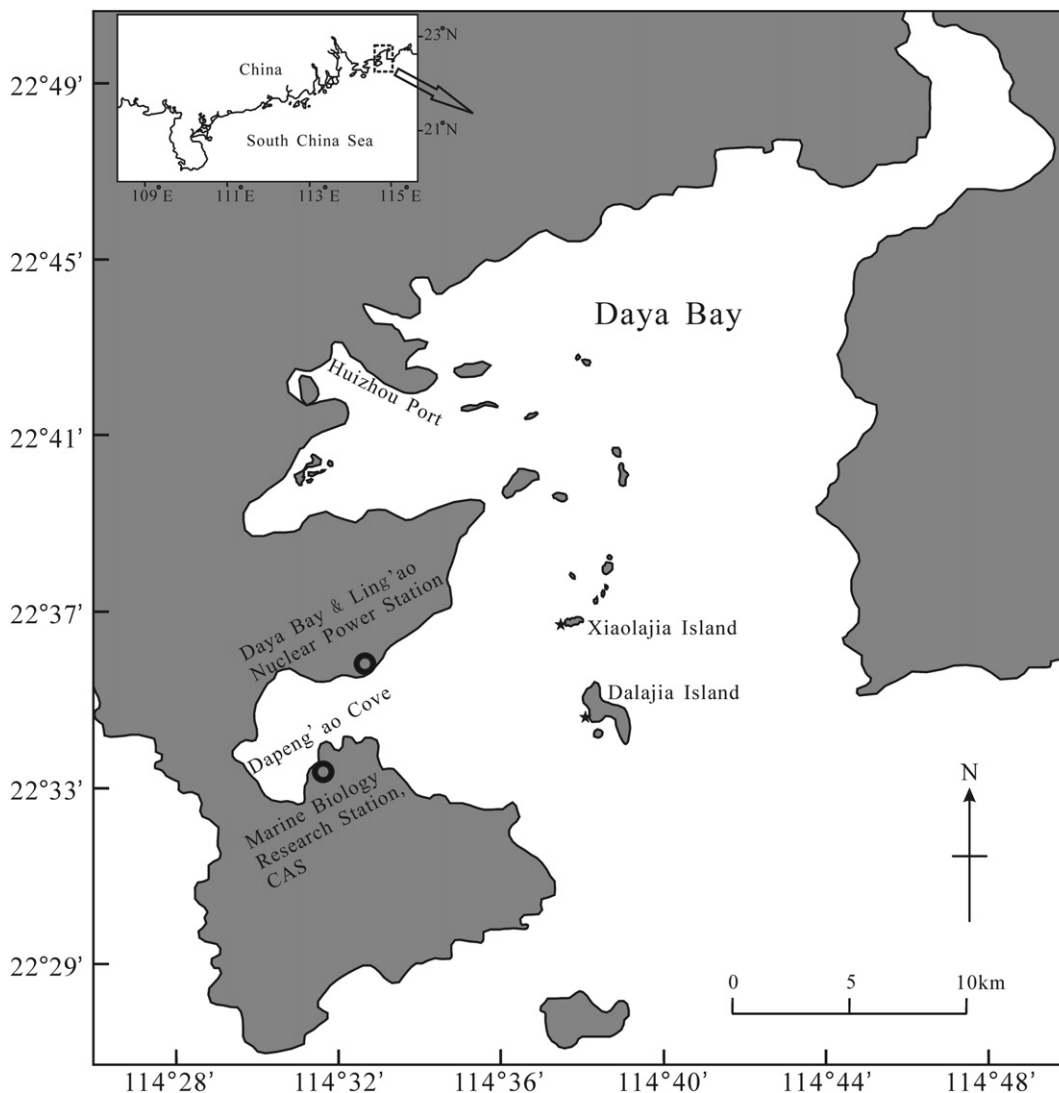 23°N
China
22°49'
21°N
South China Sea
109°E
111°E
113°E
115°E
22°45'
Daya Bay
Huizhou Port
22°41'
Daya Bay & Ling'ao
Nuclear Power Station
22°37'
Xiaolajia Island
Dalajia Island
Dapeng' ao Cove
22°33'
N
Marine Biology
Research Station,
CAS
22°29'
0 5 10km
114°28' 114°32' 114°36' 114°40' 114°44' 114°48'